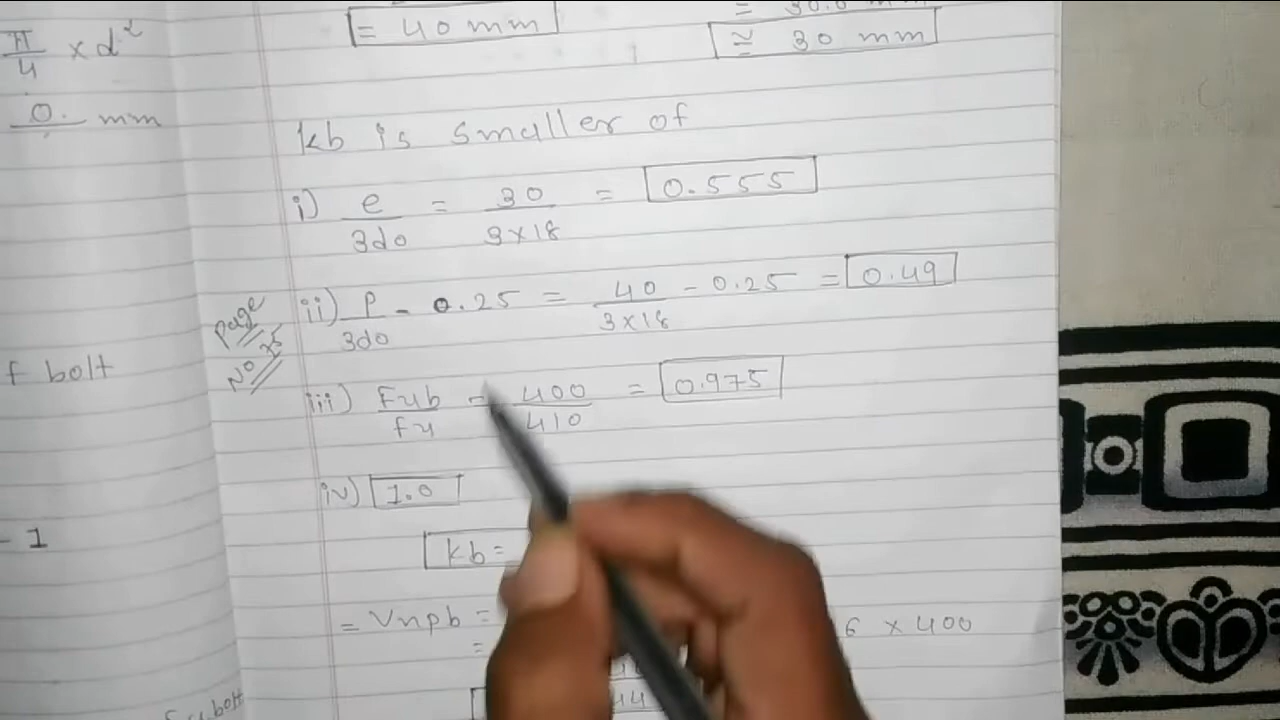 π/4 × d²
= 40 mm
≅ 30 mm
0. mm
kb is smaller of
i) e/3do = 30/3×18 = 0.555
ii) P/3do - 0.25 = 40/3×18 - 0.25 = 0.49
Page No 75
f bolt
iii) Fub/fu = 400/410 = 0.975
iv) 1.0
- 1
kb =
= Vnpb = 6 × 400
=
bolt